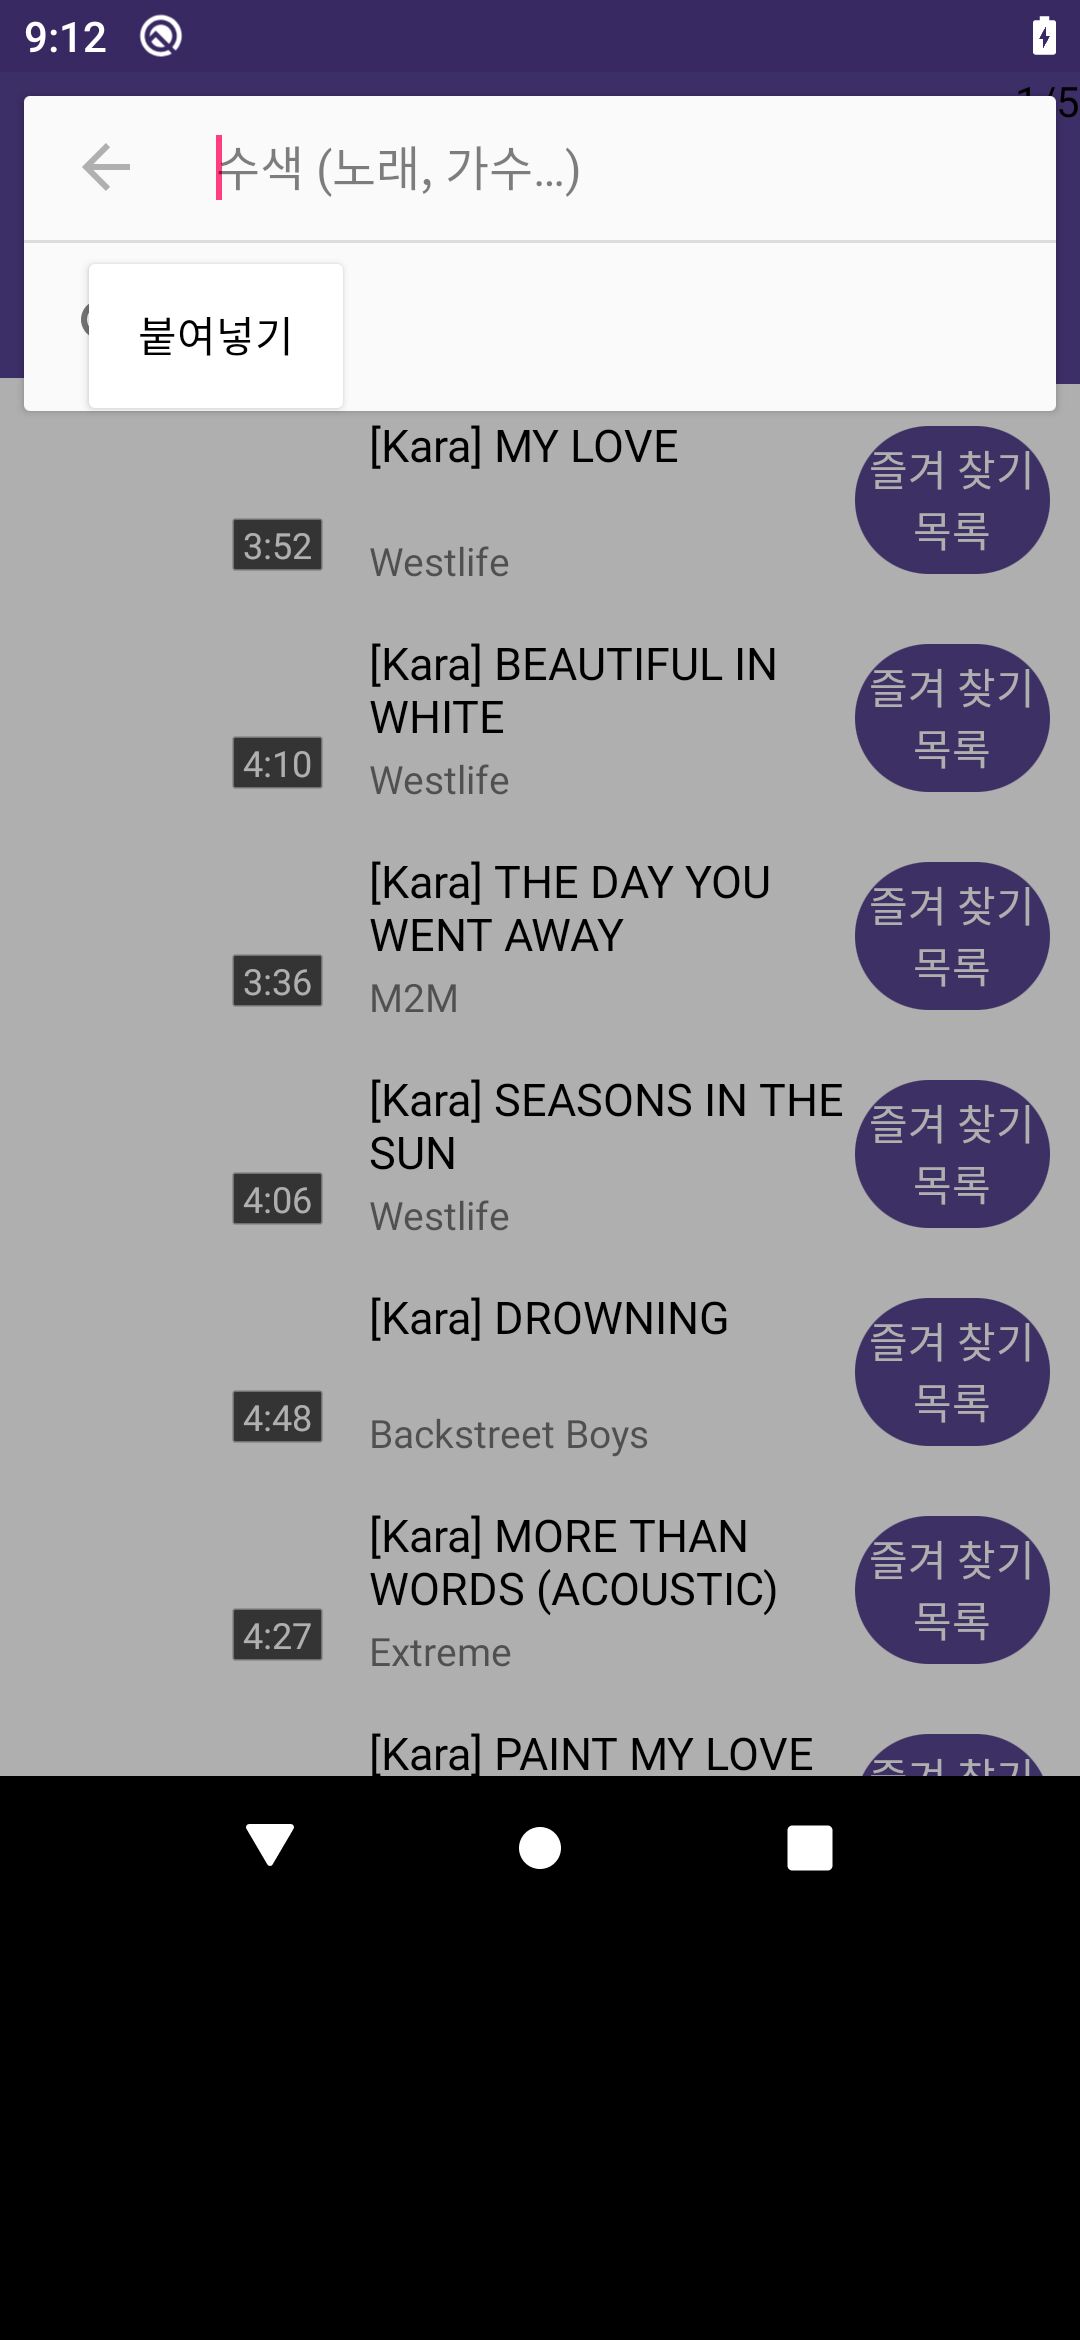 9:12
1/5
수색 (노래, 가수...)
붙여넣기
[Kara] MY LOVE
3:52
Westlife
즐겨 찾기
목록
[Kara] BEAUTIFUL IN
WHITE
4:10
Westlife
즐겨 찾기
목록
[Kara] THE DAY YOU
WENT AWAY
3:36
M2M
즐겨 찾기
목록
[Kara] SEASONS IN THE
SUN
4:06
Westlife
즐겨 찾기
목록
[Kara] DROWNING
4:48
Backstreet Boys
즐겨 찾기
목록
[Kara] MORE THAN
WORDS (ACOUSTIC)
4:27
Extreme
즐겨 찾기
목록
[Kara] PAINT MY LOVE
즐겨 찾기